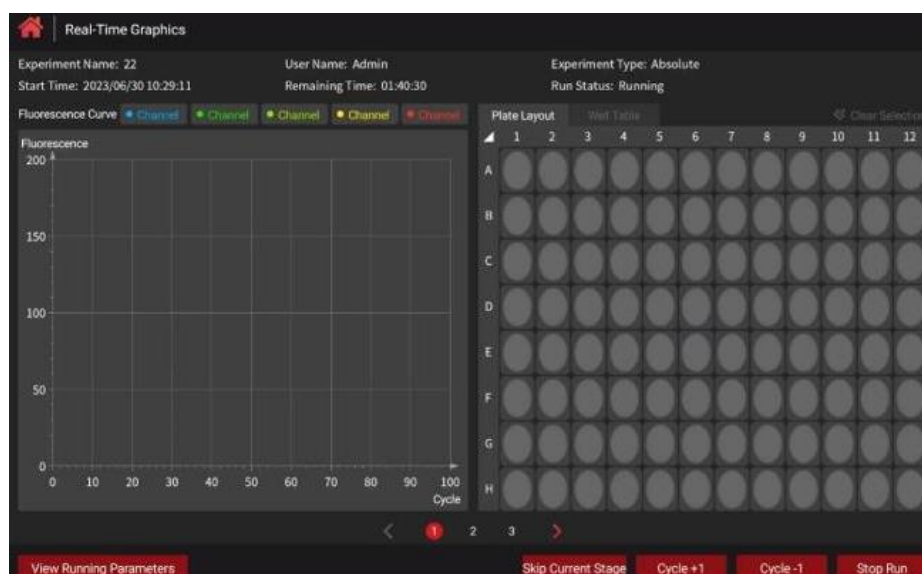 Real-Time Graphics
Experiment Name: 22 User Name: Admin Experiment Type: Absolute
Start Time: 2023/06/30 10:29:11 Remaining Time: 01:40:30 Run Status: Running
Fluorescence Curve Channel Channel Channel Channel Channel
Plate Layout Well Table Clear Selection
Fluorescence
200
150
100
50
0
0 10 20 30 40 50 60 70 80 90 100
Cycle
1 2 3 4 5 6 7 8 9 10 11 12
A
B
C
D
E
F
G
H
1 2 3
View Running Parameters Skip Current Stage Cycle +1 Cycle -1 Stop Run